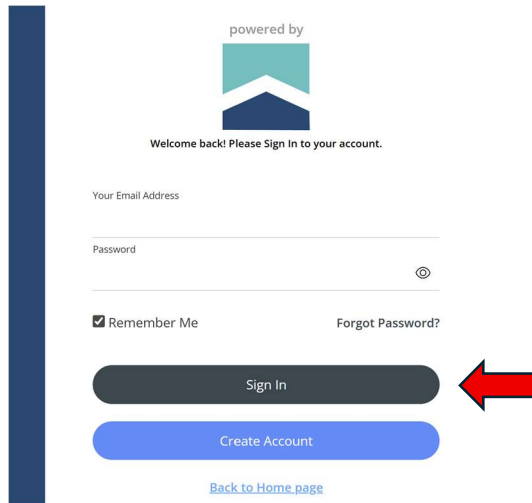 powered by
Welcome back! Please Sign In to your account.
Your Email Address
Password
Remember Me Forgot Password?
Sign In
Create Account
Back to Home page